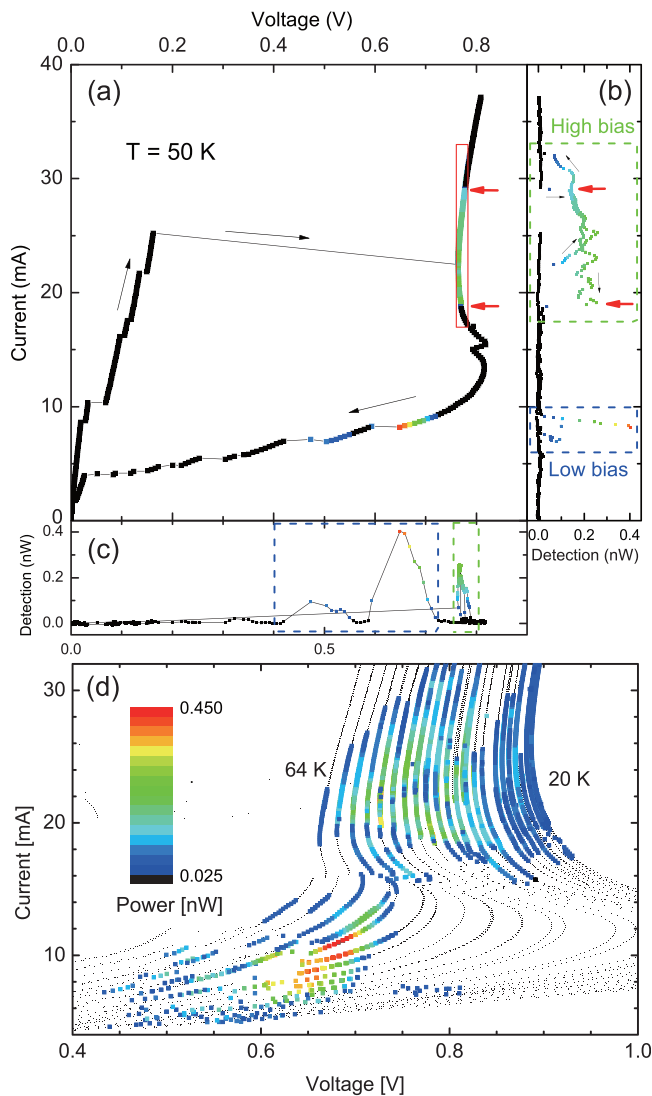 Voltage (V)
0.0 0.2 0.4 0.6 0.8
40
30
20
10
0
Current (mA)
(a)
T = 50 K
(b)
High bias
Low bias
0.0 0.2 0.4
Detection (nW)
(c)
0.4
0.2
0.0
Detection (nW)
0.0 0.5
(d)
30
20
10
Current [mA]
0.450
0.025
Power [nW]
64 K
20 K
0.4 0.6 0.8 1.0
Voltage [V]